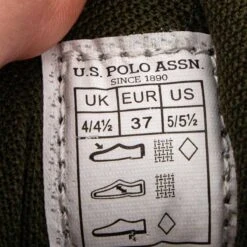 U.S. POLO ASSN.
SINCE 1890
UK EUR US
4/4½ 37 5/5½